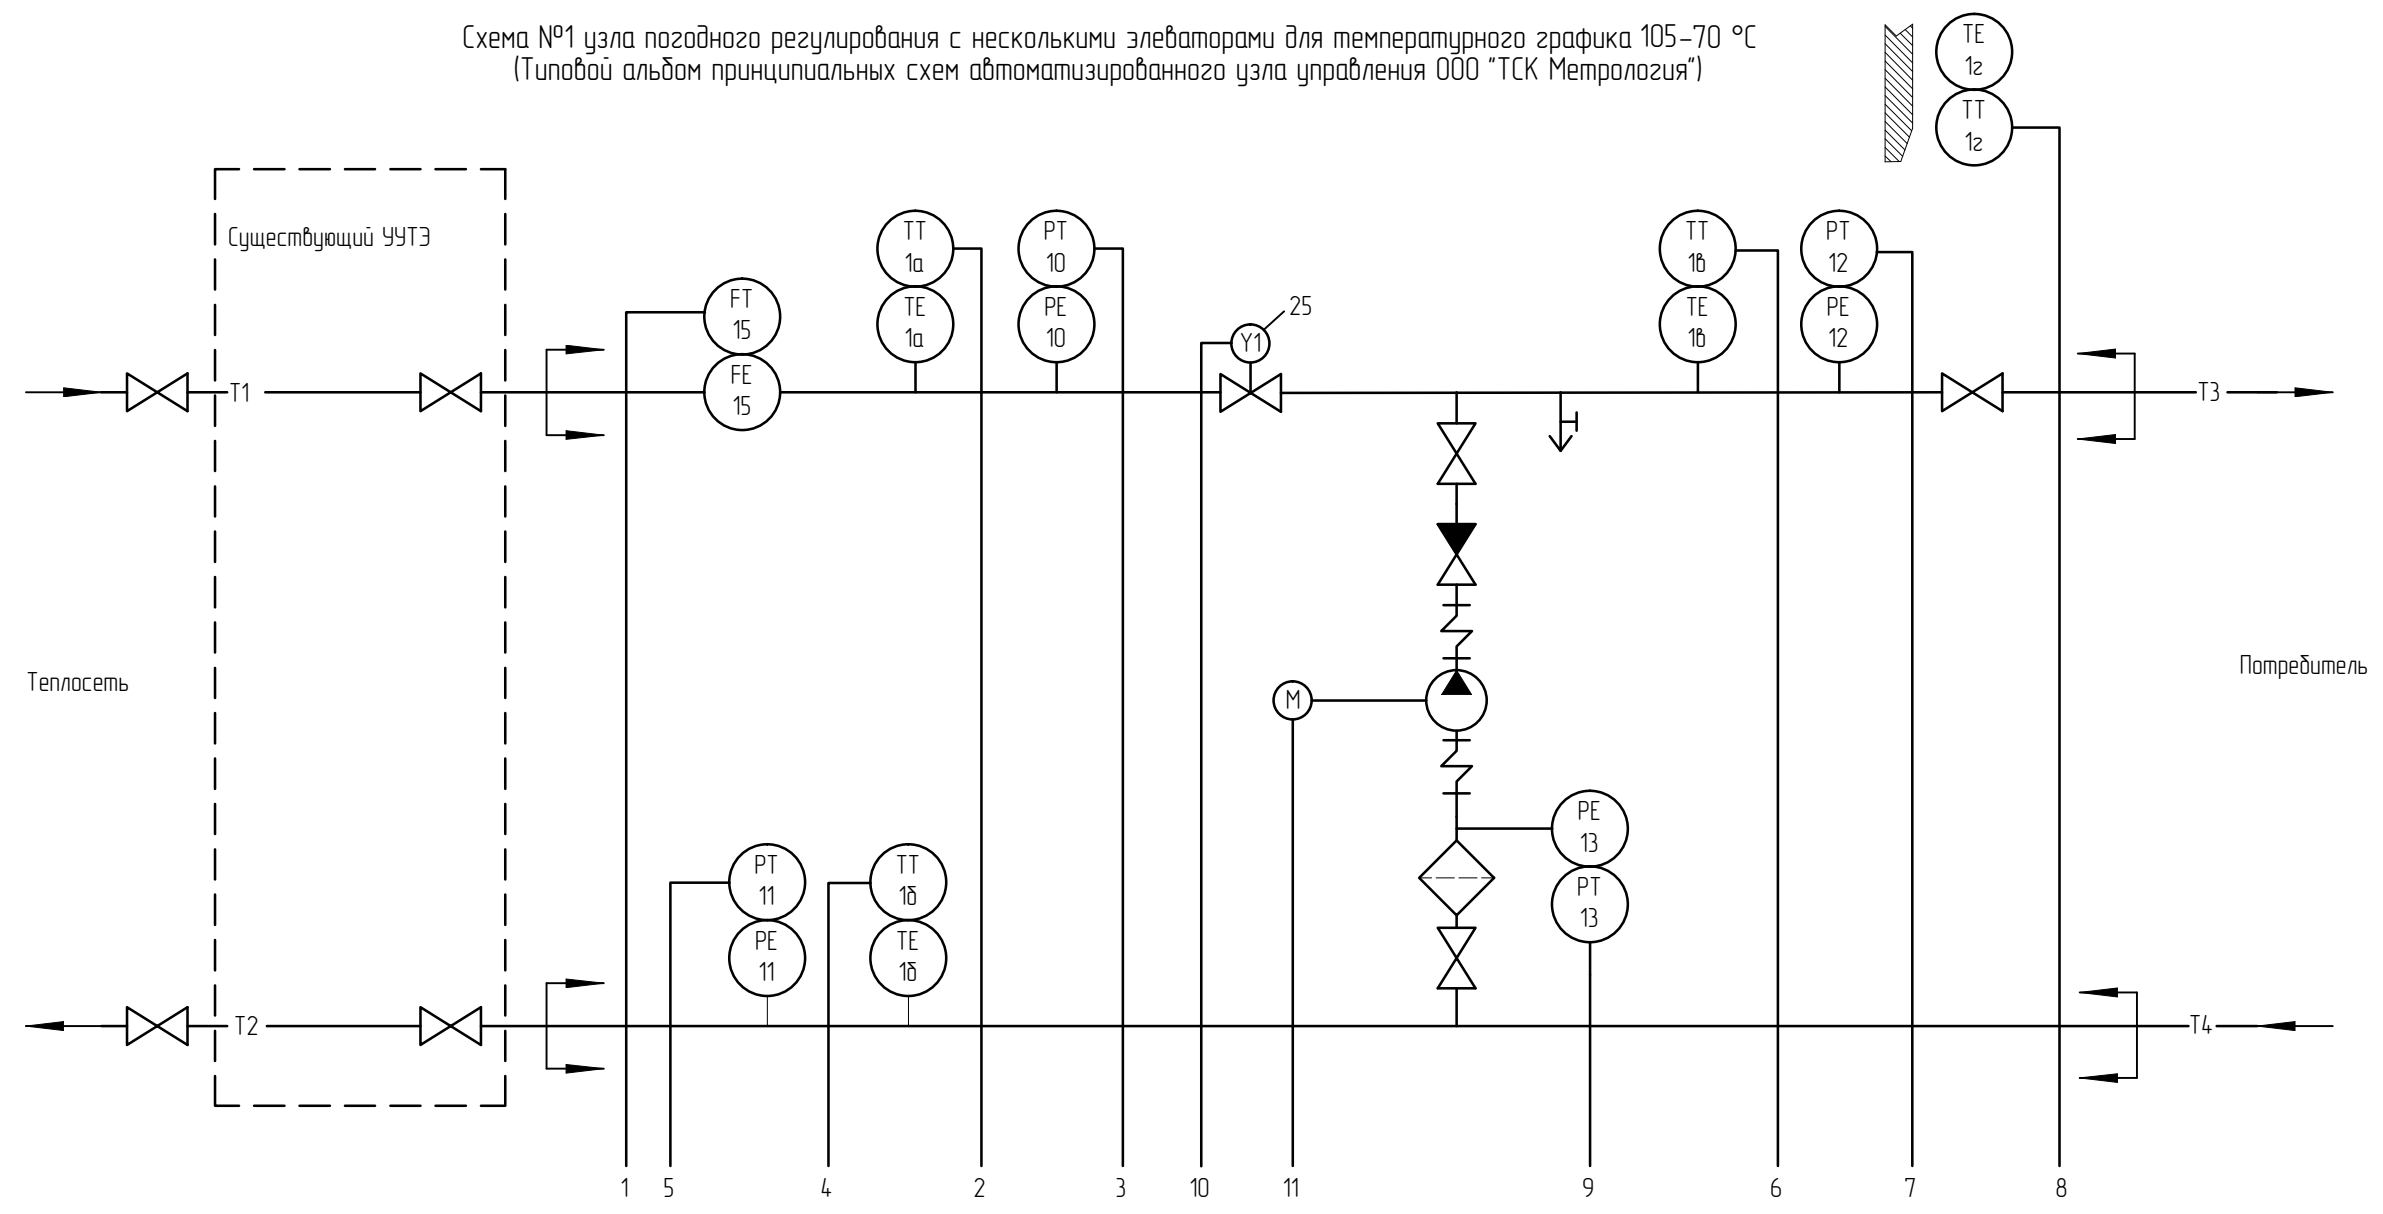 Схема №1 узла погодного регулирования с несколькими элеваторами для температурного графика 105-70 °С
(Типовой альбом принципиальных схем автоматизированного узла управления ООО "ТСК Метрология")
TE
1г
TT
1г
Существующий УУТЭ
FT
15
FE
15
TT
1а
TE
1а
PT
10
PE
10
Y1
25
TT
1в
TE
1в
PT
12
PE
12
T1
T3
Теплосеть
Потребитель
M
PE
13
PT
13
PT
11
PE
11
TT
1б
TE
1б
T2
T4
1
5
4
2
3
10
11
9
6
7
8